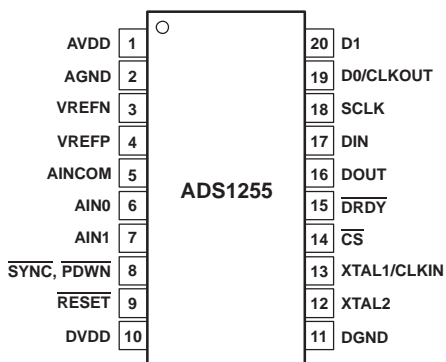 AVDD 1
AGND 2
VREFN 3
VREFP 4
AINCOM 5
AIN0 6
AIN1 7
SYNC, PDWN 8
RESET 9
DVDD 10
ADS1255
20 D1
19 D0/CLKOUT
18 SCLK
17 DIN
16 DOUT
15 DRDY
14 CS
13 XTAL1/CLKIN
12 XTAL2
11 DGND